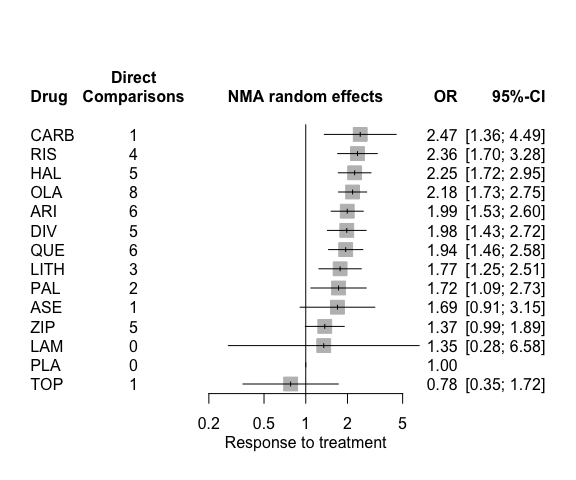 Direct
Drug Comparisons NMA random effects OR 95%-CI
CARB 1 2.47 [1.36; 4.49]
RIS 4 2.36 [1.70; 3.28]
HAL 5 2.25 [1.72; 2.95]
OLA 8 2.18 [1.73; 2.75]
ARI 6 1.99 [1.53; 2.60]
DIV 5 1.98 [1.43; 2.72]
QUE 6 1.94 [1.46; 2.58]
LITH 3 1.77 [1.25; 2.51]
PAL 2 1.72 [1.09; 2.73]
ASE 1 1.69 [0.91; 3.15]
ZIP 5 1.37 [0.99; 1.89]
LAM 0 1.35 [0.28; 6.58]
PLA 0 1.00
TOP 1 0.78 [0.35; 1.72]
0.2 0.5 1 2 5
Response to treatment